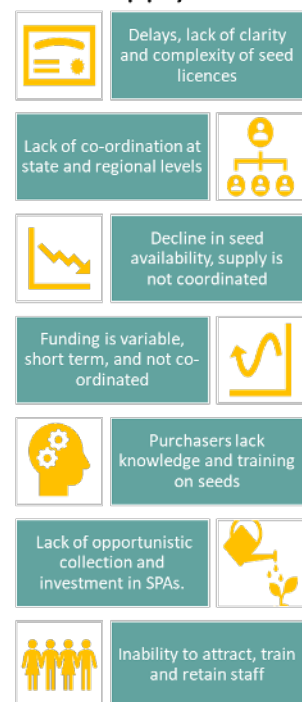 Delays, lack of clarity
and complexity of seed
licences
Lack of co-ordination at
state and regional levels
Decline in seed
availability, supply is
not coordinated
Funding is variable,
short term, and not co-
ordinated
Purchasers lack
knowledge and training
on seeds
Lack of opportunistic
collection and
investment in SPAs.
Inability to attract, train
and retain staff